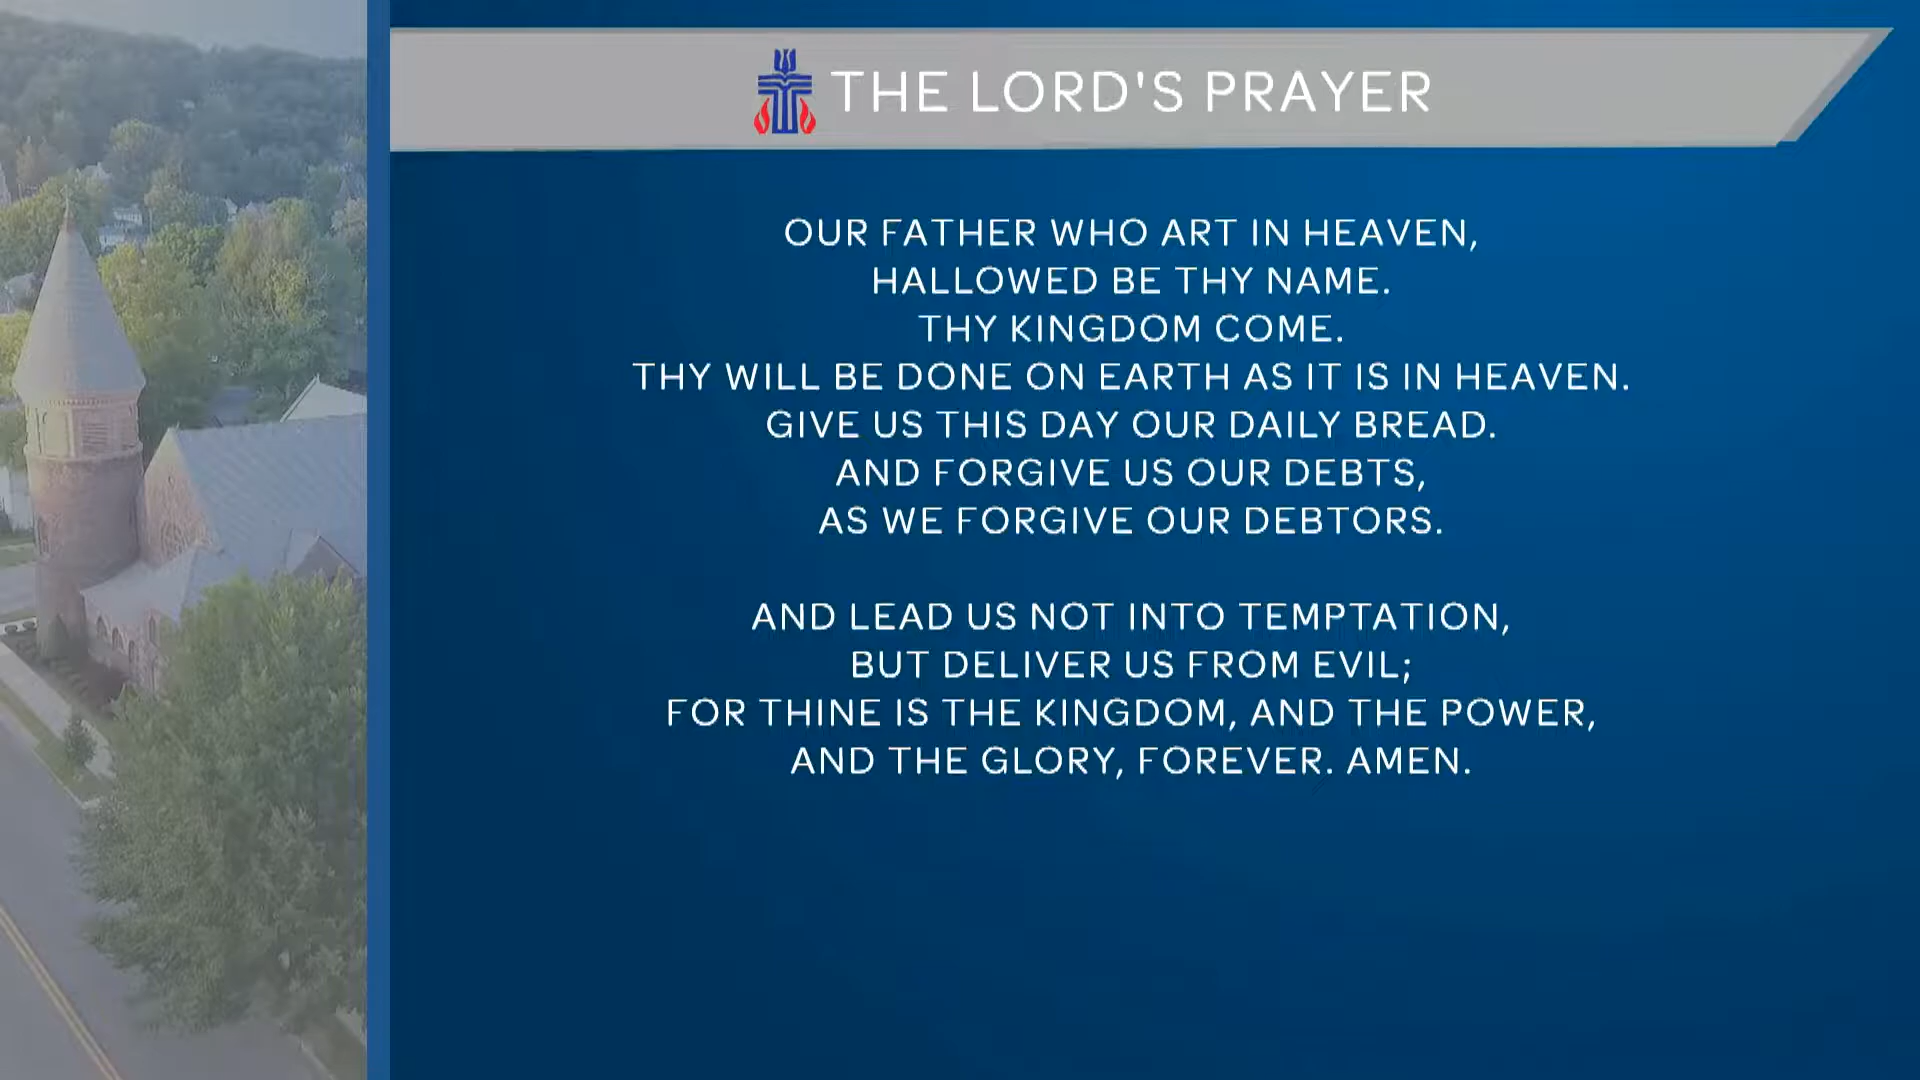 THE LORD'S PRAYER
OUR FATHER WHO ART IN HEAVEN,
HALLOWED BE THY NAME.
THY KINGDOM COME.
THY WILL BE DONE ON EARTH AS IT IS IN HEAVEN.
GIVE US THIS DAY OUR DAILY BREAD.
AND FORGIVE US OUR DEBTS,
AS WE FORGIVE OUR DEBTORS.
AND LEAD US NOT INTO TEMPTATION,
BUT DELIVER US FROM EVIL;
FOR THINE IS THE KINGDOM, AND THE POWER,
AND THE GLORY, FOREVER. AMEN.